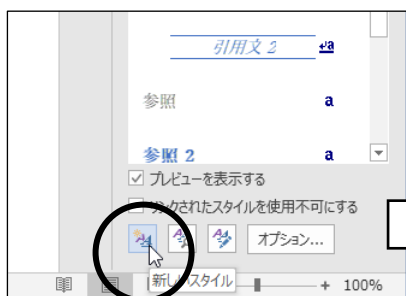 引用文 2 a
参照 a
参照 2 a
プレビューを表示する
リンクされたスタイルを使用不可にする
オプション...
新しいスタイル
+ 100%